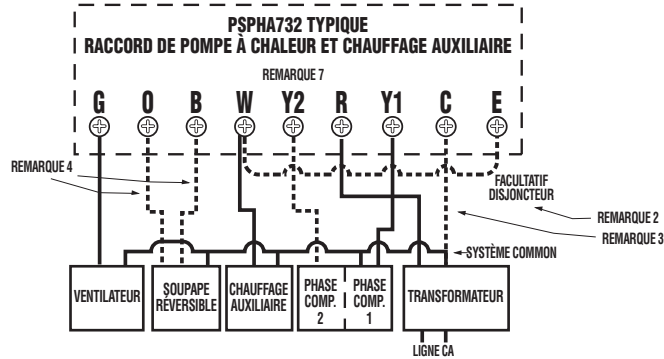 PSPHA732 TYPIQUE
RACCORD DE POMPE À CHALEUR ET CHAUFFAGE AUXILIAIRE
REMARQUE 7
G O B W Y2 R Y1 C E
REMARQUE 4
FACULTATIF
DISJONCTEUR
REMARQUE 2
REMARQUE 3
SYSTÈME COMMON
VENTILATEUR
SOUPAPE
RÉVERSIBLE
CHAUFFAGE
AUXILIAIRE
PHASE
COMP.
2
PHASE
COMP.
1
TRANSFORMATEUR
LIGNE CA